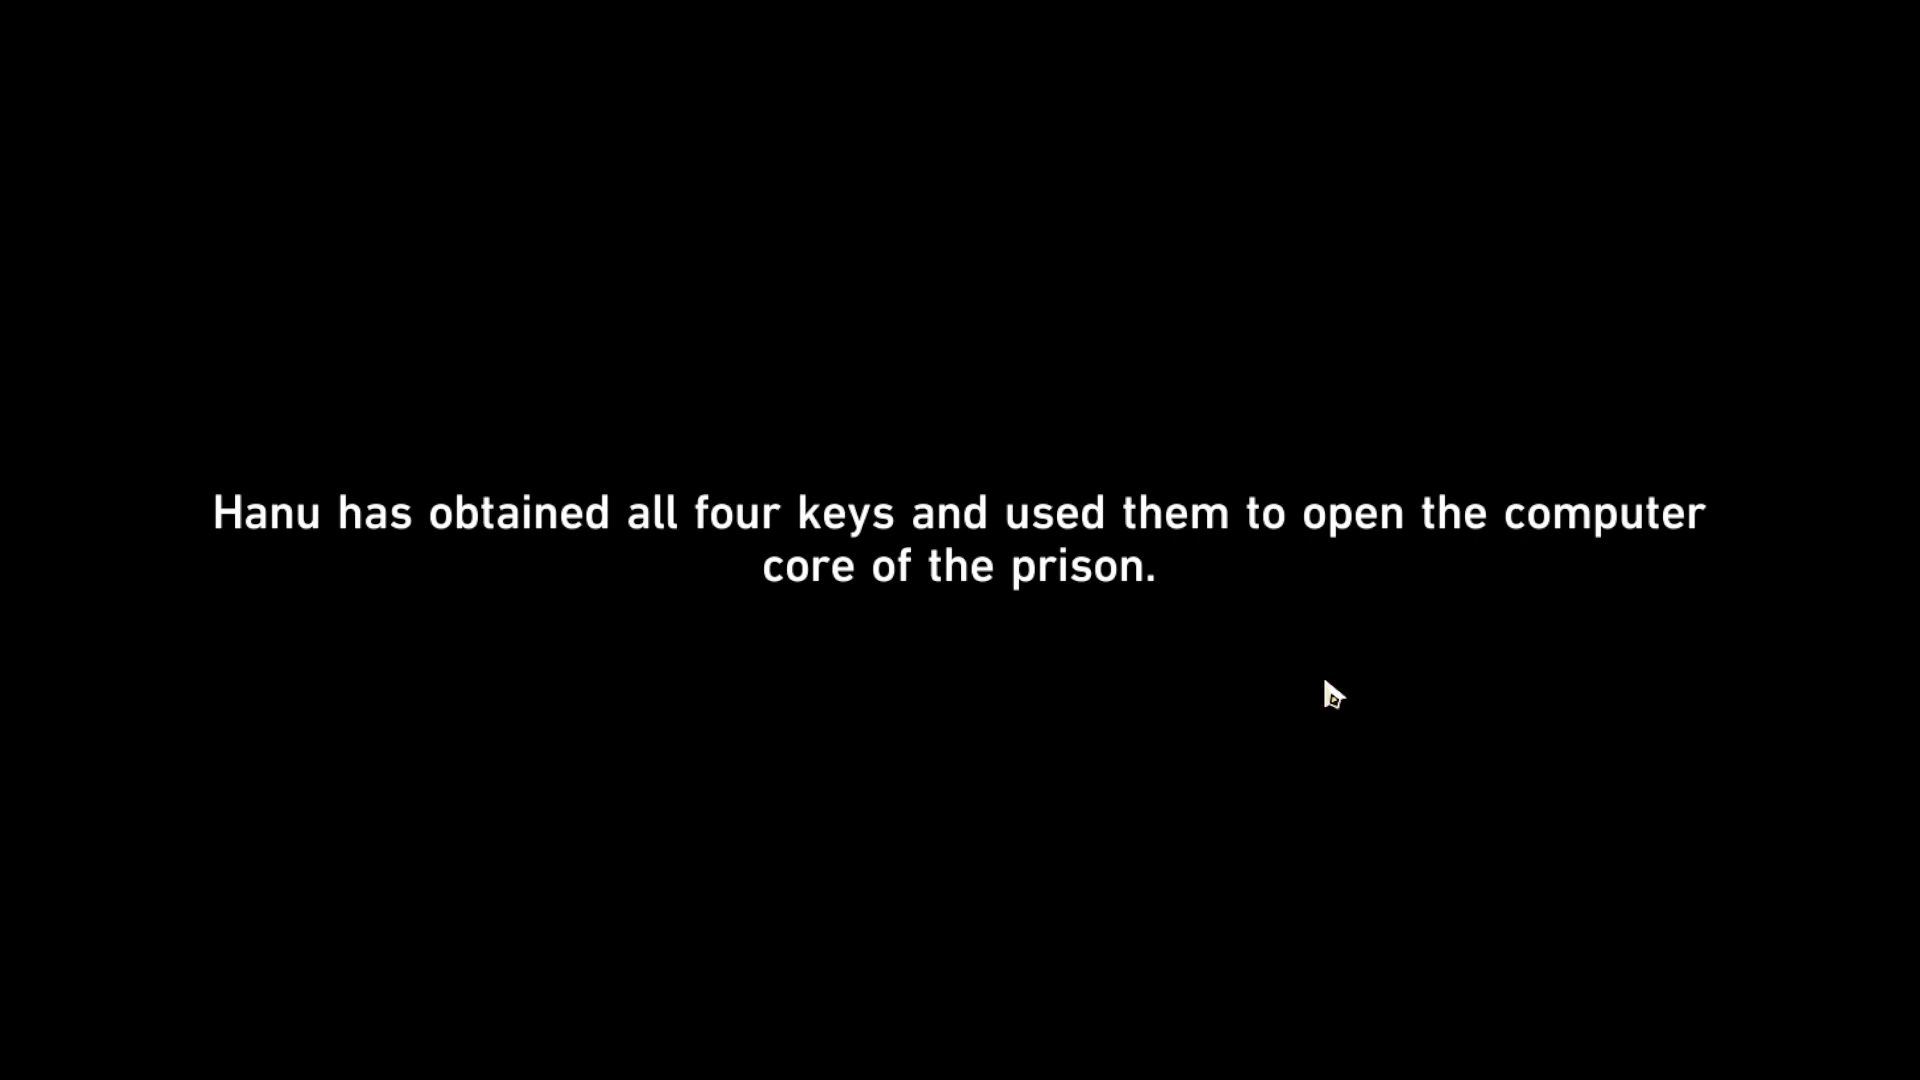 Hanu has obtained all four keys and used them to open the computer
core of the prison.